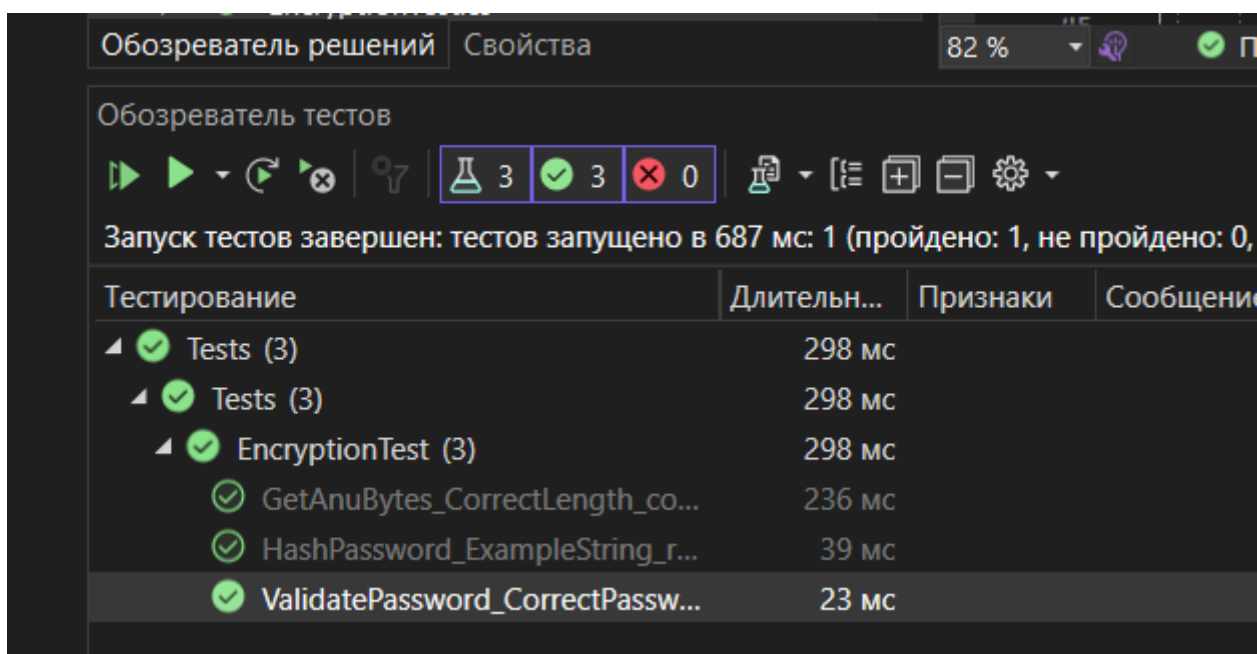 Обозреватель решений Свойства 82 %
Обозреватель тестов
3 3 0
Запуск тестов завершен: тестов запущено в 687 мс: 1 (пройдено: 1, не пройдено: 0,
Тестирование Длительн... Признаки Сообщение
Tests (3) 298 мс
Tests (3) 298 мс
EncryptionTest (3) 298 мс
GetAnuBytes_CorrectLength_co... 236 мс
HashPassword_ExampleString_r... 39 мс
ValidatePassword_CorrectPassw... 23 мс